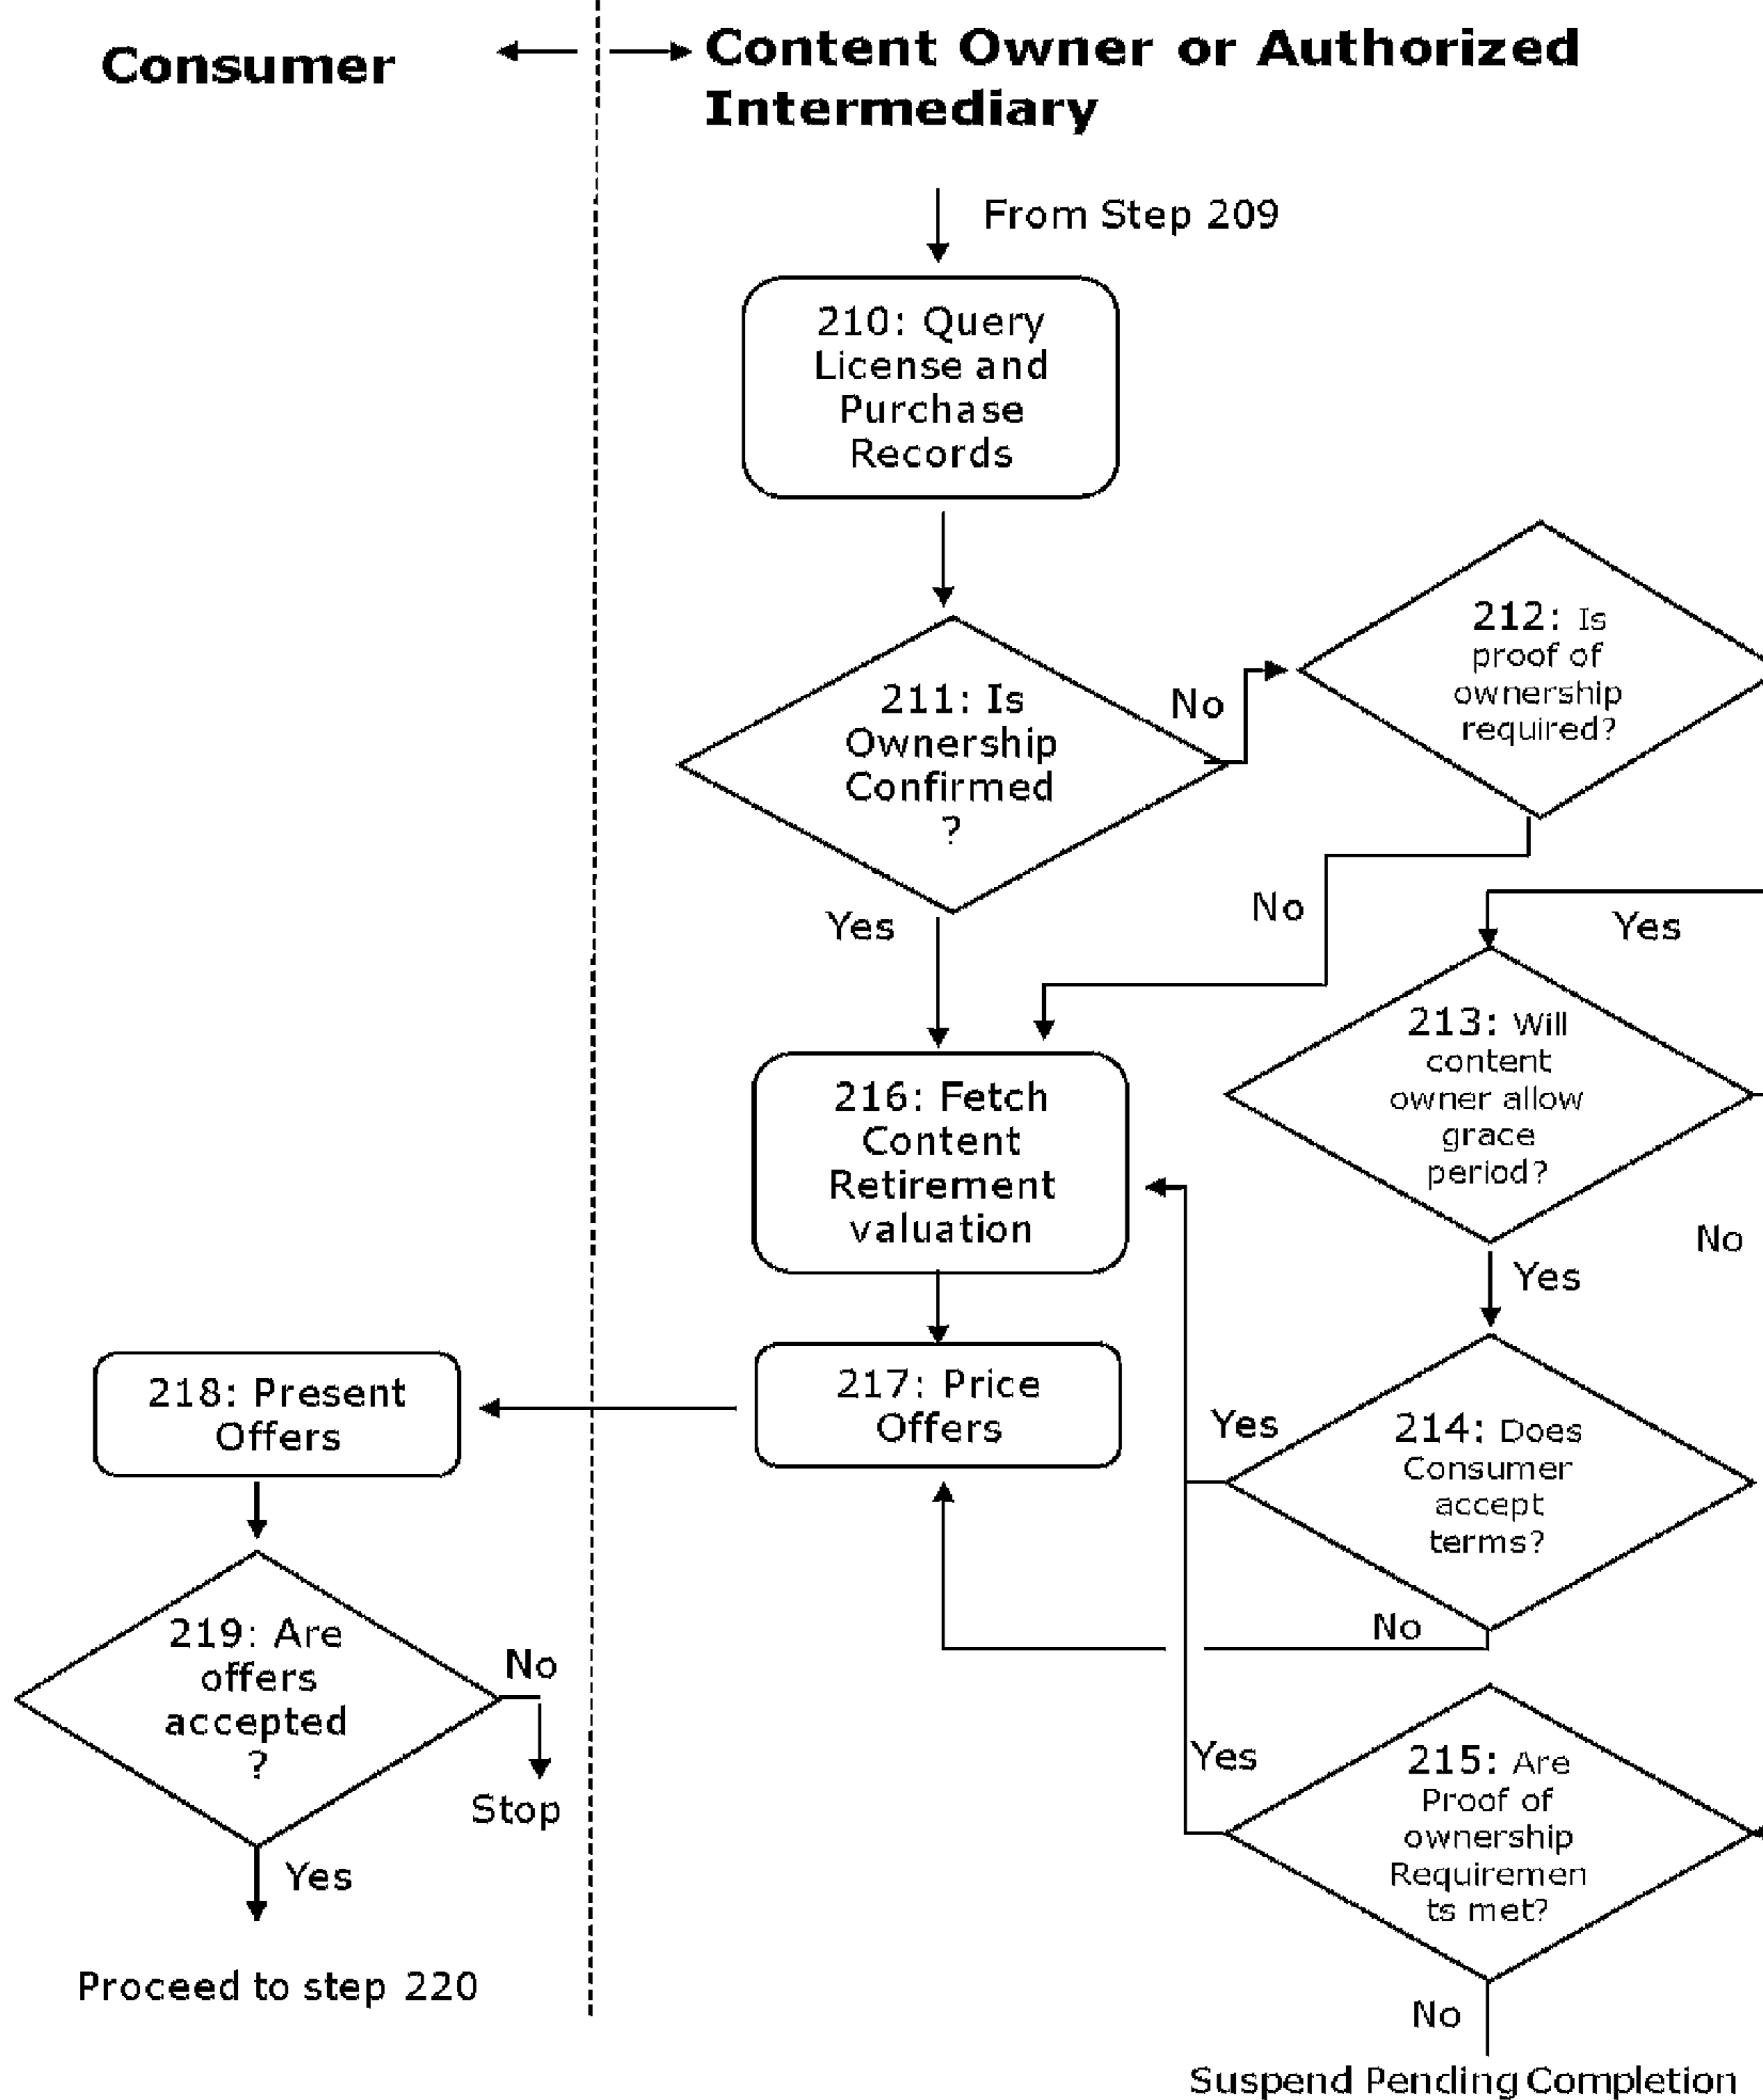 Consumer
Content Owner or Authorized
Intermediary
From Step 209
210: Query
License and
Purchase
Records
211: Is
Ownership
Confirmed
?
No
212: Is
proof of
ownership
required?
No
Yes
Yes
213: Will
content
owner allow
grace
period?
No
Yes
216: Fetch
Content
Retirement
valuation
217: Price
Offers
218: Present
Offers
Yes
214: Does
Consumer
accept
terms?
No
219: Are
offers
accepted
?
No
Stop
Yes
Proceed to step 220
Yes
215: Are
Proof of
ownership
Requiremen
ts met?
No
Suspend Pending Completion